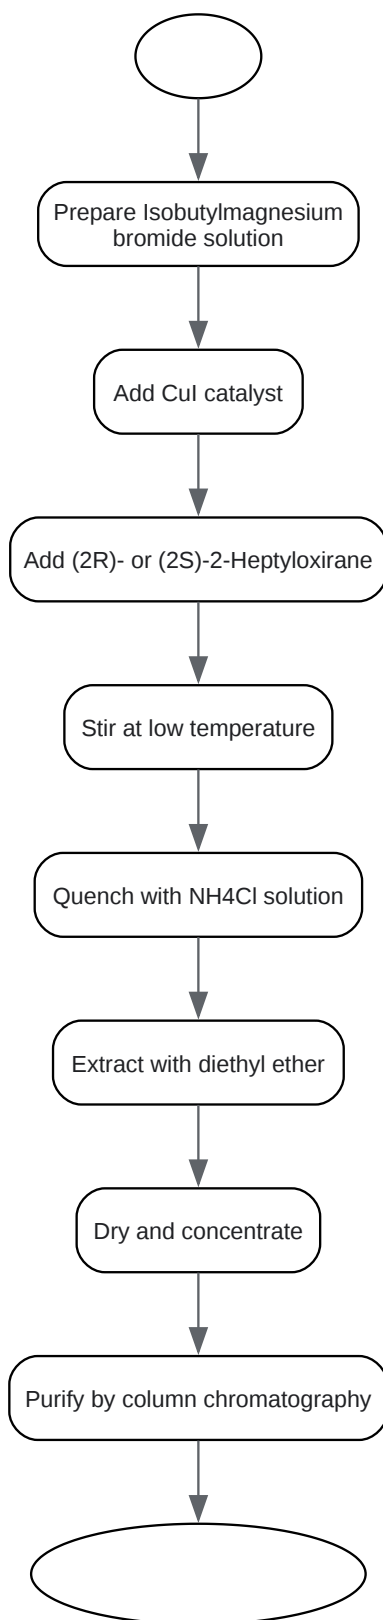 Prepare Isobutylmagnesium
bromide solution
Add CuI catalyst
Add (2R)- or (2S)-2-Heptyloxirane
Stir at low temperature
Quench with NH4Cl solution
Extract with diethyl ether
Dry and concentrate
Purify by column chromatography